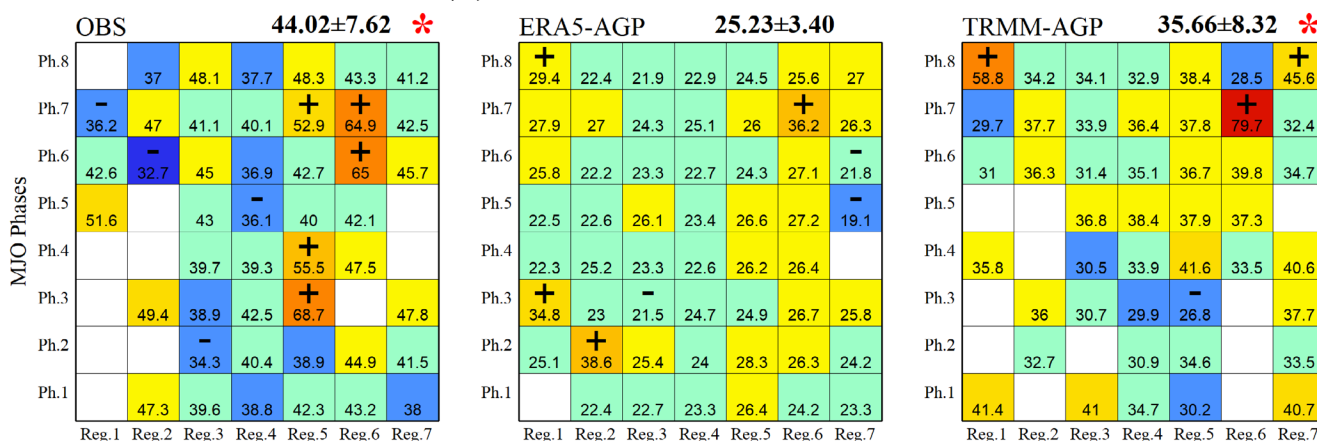 OBS 44.02±7.62 * ERA5-AGP 25.23±3.40 TRMM-AGP 35.66±8.32 *
MJO Phases
+ + +
Ph.8 37 48.1 37.7 48.3 43.3 41.2 Ph.8 29.4 22.4 21.9 22.9 24.5 25.6 27 Ph.8 58.8 34.2 34.1 32.9 38.4 28.5 45.6
- + + + +
Ph.7 36.2 47 41.1 40.1 52.9 64.9 42.5 Ph.7 27.9 27 24.3 25.1 26 36.2 26.3 Ph.7 29.7 37.7 33.9 36.4 37.8 79.7 32.4
- + -
Ph.6 42.6 32.7 45 36.9 42.7 65 45.7 Ph.6 25.8 22.2 23.3 22.7 24.3 27.1 21.8 Ph.6 31 36.3 31.4 35.1 36.7 39.8 34.7
- -
Ph.5 51.6 43 36.1 40 42.1 Ph.5 22.5 22.6 26.1 23.4 26.6 27.2 19.1 Ph.5 36.8 38.4 37.9 37.3
+
Ph.4 39.7 39.3 55.5 47.5 Ph.4 22.3 25.2 23.3 22.6 26.2 26.4 Ph.4 35.8 30.5 33.9 41.6 33.5 40.6
+ + - -
Ph.3 49.4 38.9 42.5 68.7 47.8 Ph.3 34.8 23 21.5 24.7 24.9 26.7 25.8 Ph.3 36 30.7 29.9 26.8 37.7
- +
Ph.2 34.3 40.4 38.9 44.9 41.5 Ph.2 25.1 38.6 25.4 24 28.3 26.3 24.2 Ph.2 32.7 30.9 34.6 33.5
Ph.1 47.3 39.6 38.8 42.3 43.2 38 Ph.1 22.4 22.7 23.3 26.4 24.2 23.3 Ph.1 41.4 41 34.7 30.2 40.7
Reg.1 Reg.2 Reg.3 Reg.4 Reg.5 Reg.6 Reg.7 Reg.1 Reg.2 Reg.3 Reg.4 Reg.5 Reg.6 Reg.7 Reg.1 Reg.2 Reg.3 Reg.4 Reg.5 Reg.6 Reg.7